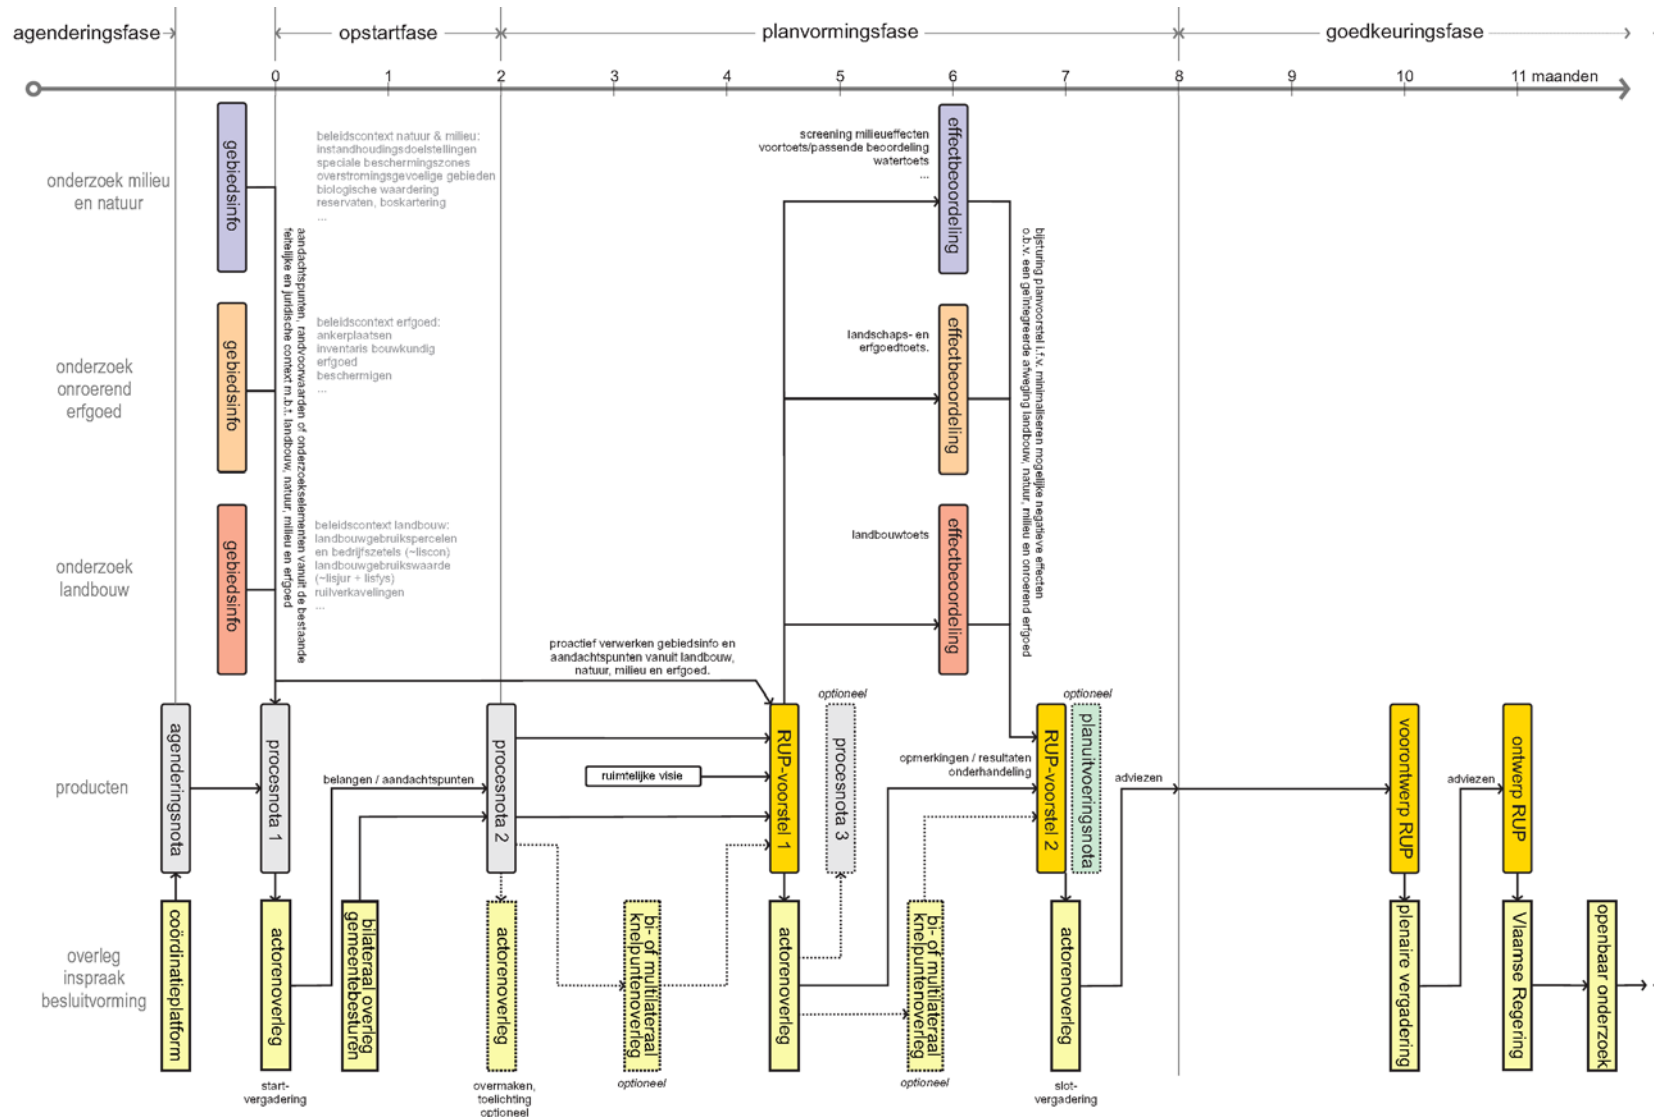 agenderingsfase
opstartfase
planvormingsfase
goedkeuringsfase
0
1
2
3
4
5
6
7
8
9
10
11 maanden
onderzoek milieu
en natuur
gebiedsinfo
beleidscontext natuur & milieu:
instandhoudingsdoelstellingen
speciale beschermingszones
overstromingsgevoelige gebieden
biologische waardering
reservaten, boskartering
...
screening milieueffecten
voortoets/passende beoordeling
watertoets
...
effectbeoordeling
aandachtspunten, randvoorwaarden of onderzoekselementen vanuit de bestaande
feitelijke en juridische context m.b.t. landbouw, natuur, milieu en erfgoed
bijsturing planvoorstel i.f.v. minimaliseren mogelijke negatieve effecten
o.b.v. een geïntegreerde afweging landbouw, natuur, milieu en onroerend erfgoed
onderzoek
onroerend
erfgoed
gebiedsinfo
beleidscontext erfgoed:
ankerplaatsen
inventaris bouwkundig
erfgoed
beschermigen
...
landschaps- en
erfgoedtoets.
effectbeoordeling
onderzoek
landbouw
gebiedsinfo
beleidscontext landbouw:
landbouwgebruikspercelen
en bedrijfszetels (~liscon)
landbouwgebruikswaarde
(~lisjur + lisfys)
ruilverkavelingen
...
landbouwtoets
effectbeoordeling
proactief verwerken gebiedsinfo en
aandachtspunten vanuit landbouw,
natuur, milieu en erfgoed.
producten
agenderingsnota
procesnota 1
belangen / aandachtspunten
procesnota 2
ruimtelijke visie
RUP-voorstel 1
optioneel
procesnota 3
opmerkingen / resultaten
onderhandeling
RUP-voorstel 2
optioneel
planuitvoeringsnota
adviezen
voorontwerp RUP
adviezen
ontwerp RUP
overleg
inspraak
besluitvorming
coördinatieplatform
actorenoverleg
start-
vergadering
bilateraal overleg
gemeentebesturen
actorenoverleg
overmaken,
toelichting
optioneel
bi- of multilateraal
knelpuntenoverleg
optioneel
actorenoverleg
bi- of multilateraal
knelpuntenoverleg
optioneel
actorenoverleg
slot-
vergadering
plenaire vergadering
Vlaamse Regering
openbaar onderzoek